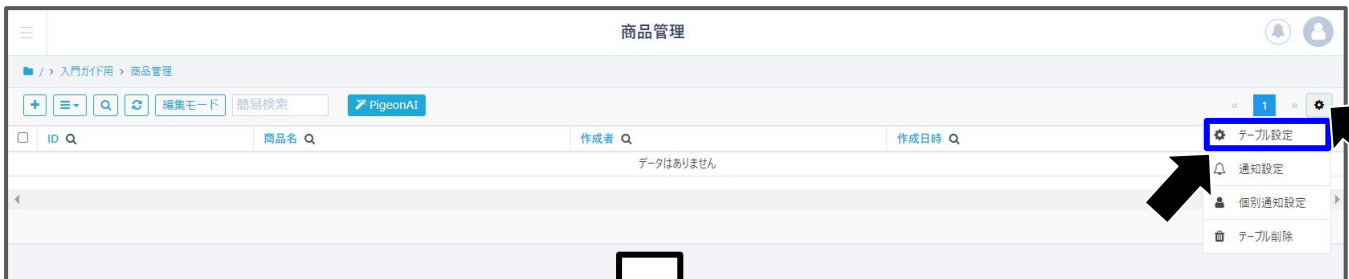 商品管理
/ > 入門ガイド用 > 商品管理
編集モード 簡易検索 PigeonAI « 1 »
ID 商品名 作成者 作成日時
テーブル設定
データはありません
通知設定
個別通知設定
テーブル削除